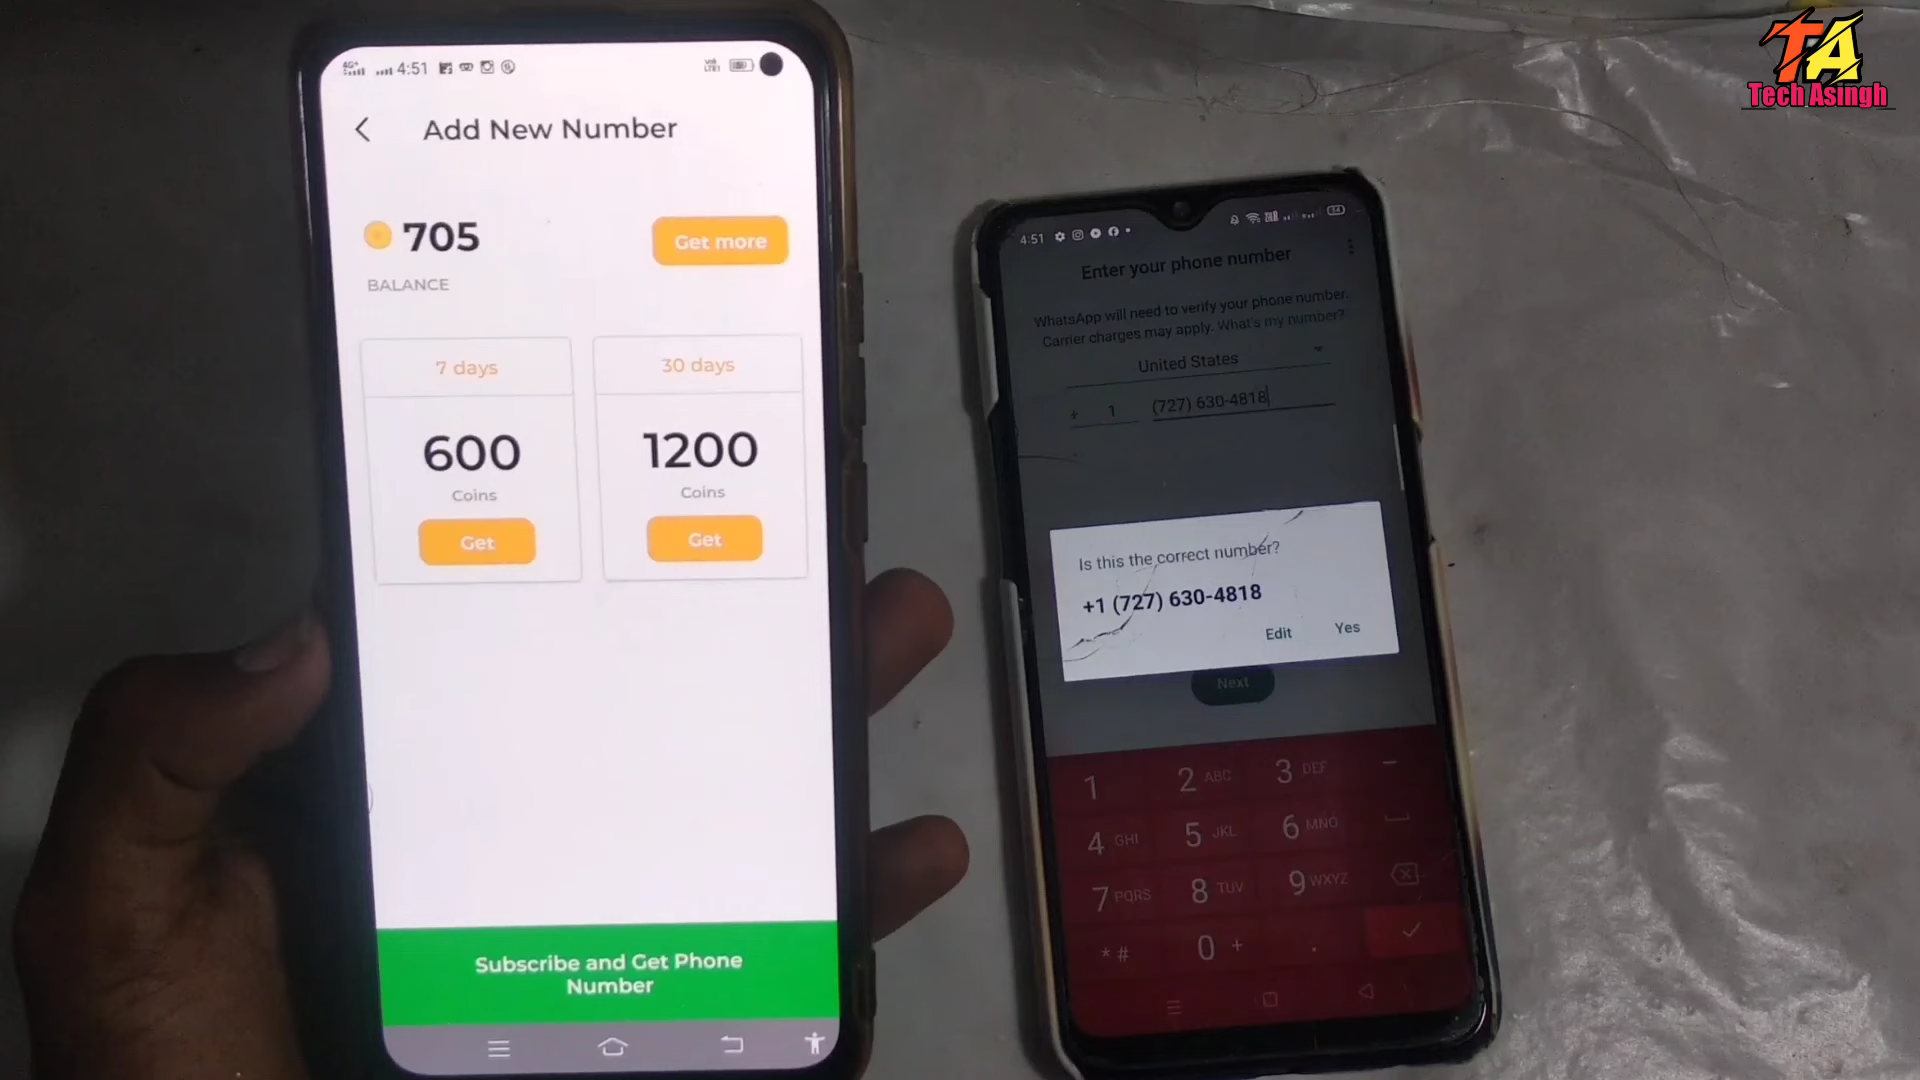 TA
Tech Asingh
4:51
Add New Number
705
Get more
BALANCE
7 days
30 days
600
1200
Coins
Coins
Get
Get
Subscribe and Get Phone
Number
4:51
Enter your phone number
WhatsApp will need to verify your phone number.
Carrier charges may apply. What's my number?
United States
+ 1 (727) 630-4818
Is this the correct number?
+1 (727) 630-4818
Edit Yes
Next
1 2 ABC 3 DEF -
4 GHI 5 JKL 6 MNO
7 PQRS 8 TUV 9 WXYZ
* # 0 + .